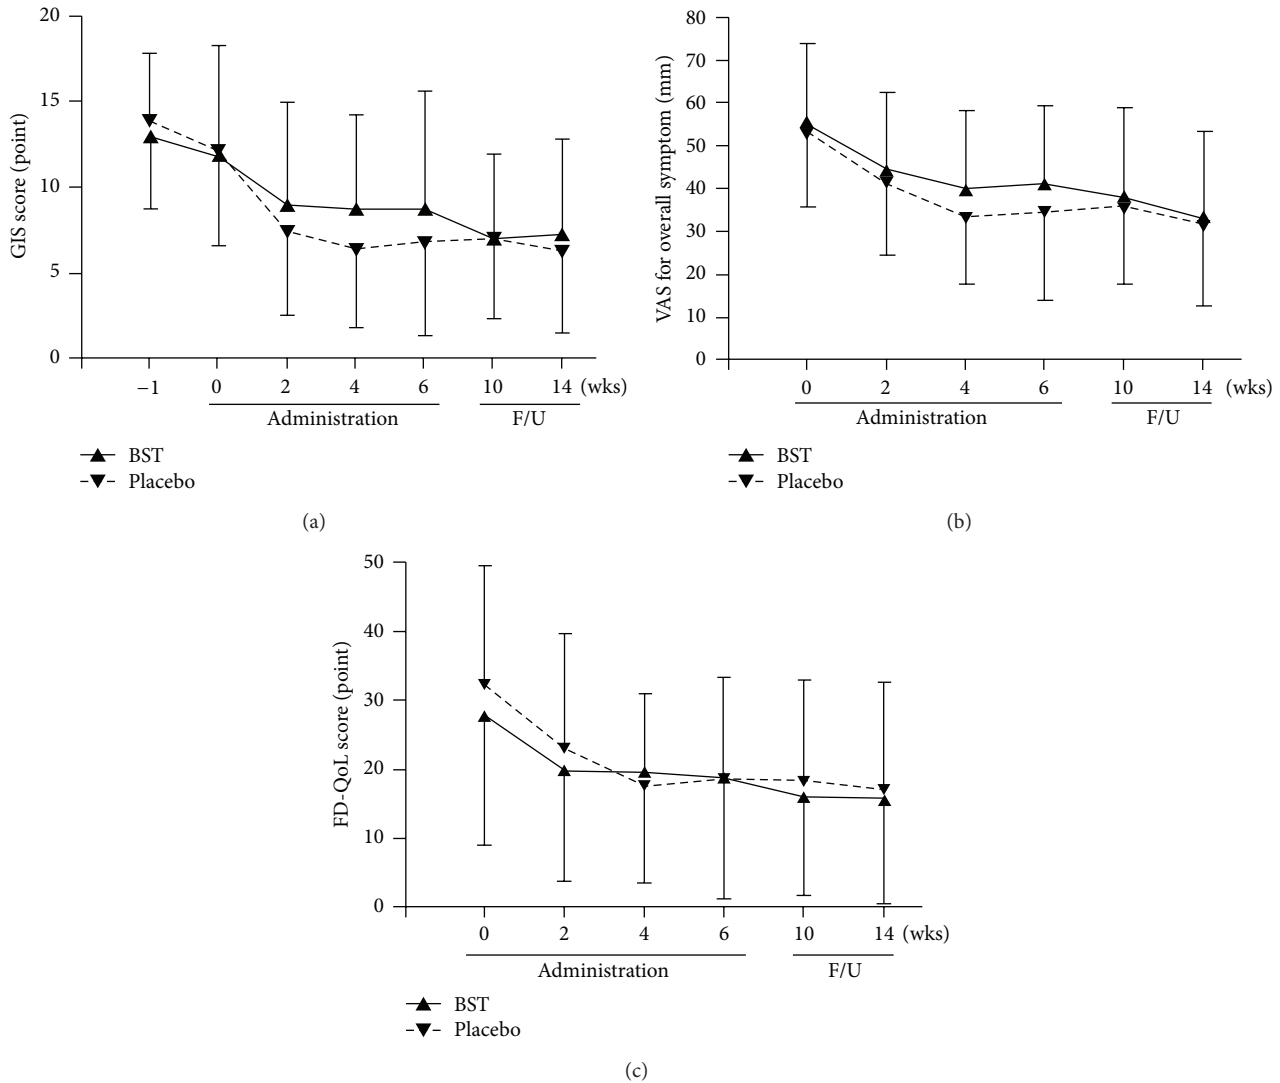 GIS score (point)
20
15
10
5
0
−1 0 2 4 6 10 14 (wks)
Administration F/U
BST
Placebo
(a)
VAS for overall symptom (mm)
80
70
60
50
40
30
20
10
0
0 2 4 6 10 14 (wks)
Administration F/U
BST
Placebo
(b)
FD-QoL score (point)
50
40
30
20
10
0
0 2 4 6 10 14 (wks)
Administration F/U
BST
Placebo
(c)